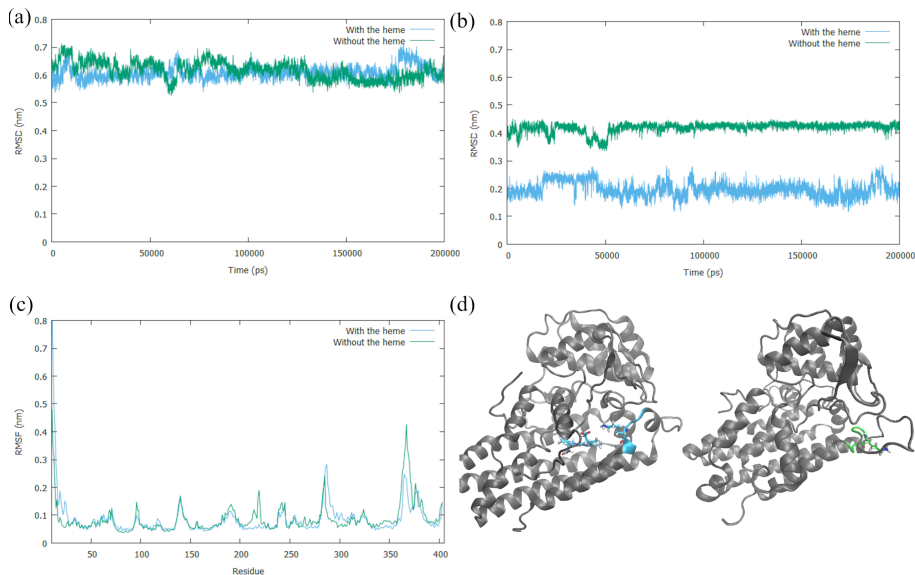 (a)
With the heme
Without the heme
0.8
0.7
0.6
0.5
0.4
0.3
0.2
0.1
0
RMSD (nm)
0
50000
100000
150000
200000
Time (ps)
(b)
With the heme
Without the heme
0.8
0.7
0.6
0.5
0.4
0.3
0.2
0.1
0
RMSD (nm)
0
50000
100000
150000
200000
Time (ps)
(c)
With the heme
Without the heme
0.8
0.7
0.6
0.5
0.4
0.3
0.2
0.1
0
RMSF (nm)
50
100
150
200
250
300
350
400
Residue
(d)